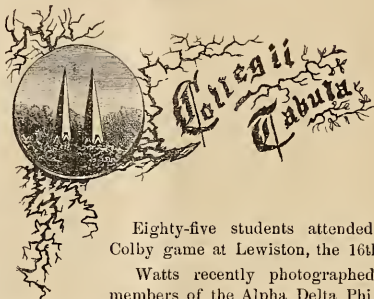 Collegii
Tabula.
Eighty-five students attended
Colby game at Lewiston, the 16th
Watts recently photographed
members of the Alpha Delta Phi